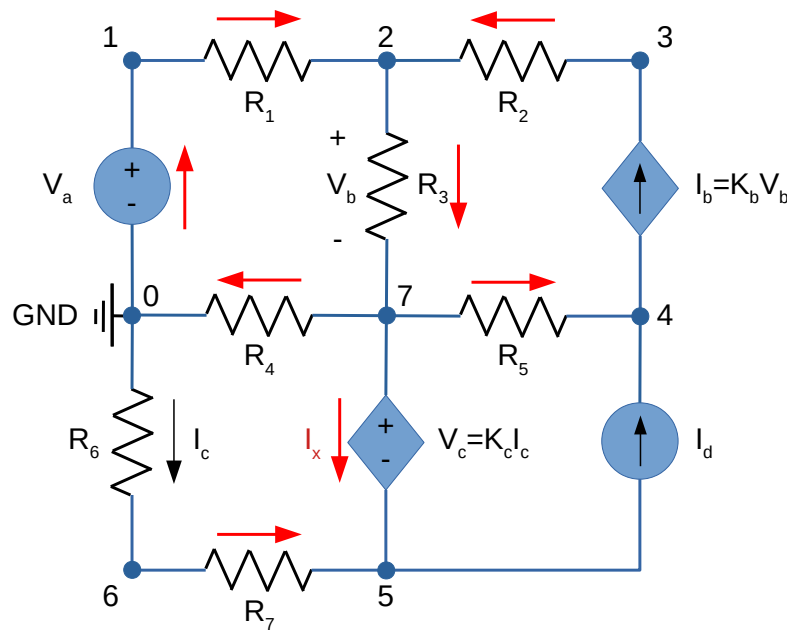 1
2
3
R1
R2
+
-
Va
+
Vb
-
R3
Ib=KbVb
GND
0
7
4
R4
R5
R6
Ic
Ix
+
-
Vc=KcIc
Id
6
R7
5